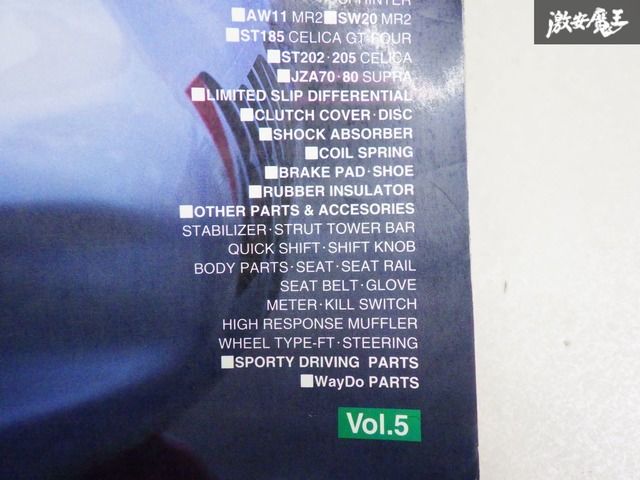 激安魔王
■AW11 MR2■SW20 MR2
■ST185 CELICA GT-FOUR
■ST202·205 CELICA
■JZA70·80 SUPRA
■LIMITED SLIP DIFFERENTIAL
■CLUTCH COVER·DISC
■SHOCK ABSORBER
■COIL SPRING
■BRAKE PAD·SHOE
■RUBBER INSULATOR
■OTHER PARTS & ACCESORIES
STABILIZER·STRUT TOWER BAR
QUICK SHIFT·SHIFT KNOB
BODY PARTS·SEAT·SEAT RAIL
SEAT BELT·GLOVE
METER·KILL SWITCH
HIGH RESPONSE MUFFLER
WHEEL TYPE-FT·STEERING
■SPORTY DRIVING PARTS
■WayDo PARTS
Vol.5